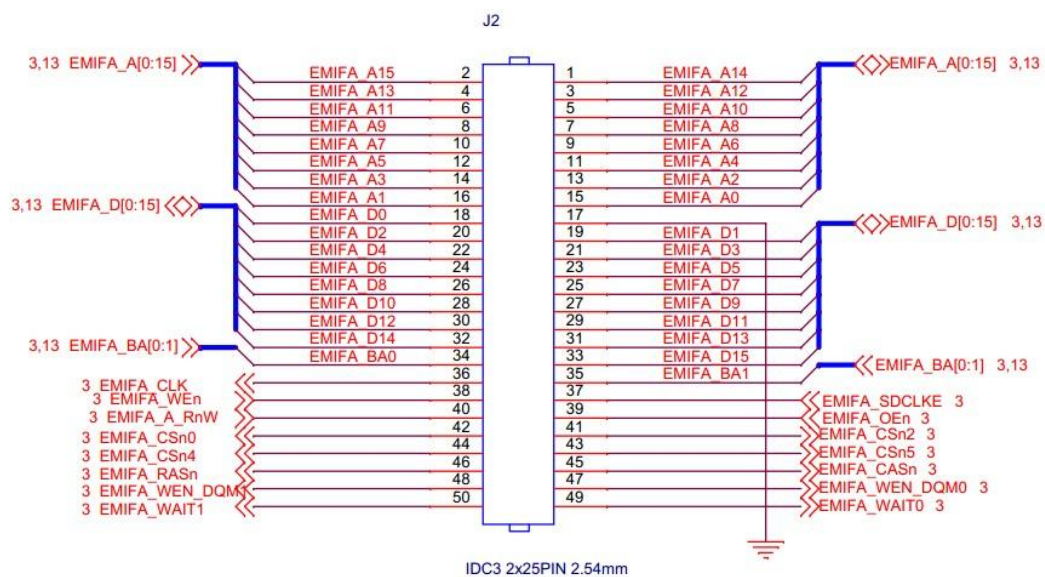 J2
3,13 EMIFA_A[0:15] EMIFA_A[0:15] 3,13
EMIFA_A15 2 1 EMIFA_A14
EMIFA_A13 4 3 EMIFA_A12
EMIFA_A11 6 5 EMIFA_A10
EMIFA_A9 8 7 EMIFA_A8
EMIFA_A7 10 9 EMIFA_A6
EMIFA_A5 12 11 EMIFA_A4
EMIFA_A3 14 13 EMIFA_A2
EMIFA_A1 16 15 EMIFA_A0
3,13 EMIFA_D[0:15] EMIFA_D0 18 17
EMIFA_D[0:15] 3,13
EMIFA_D2 20 19 EMIFA_D1
EMIFA_D4 22 21 EMIFA_D3
EMIFA_D6 24 23 EMIFA_D5
EMIFA_D8 26 25 EMIFA_D7
EMIFA_D10 28 27 EMIFA_D9
EMIFA_D12 30 29 EMIFA_D11
EMIFA_D14 32 31 EMIFA_D13
3,13 EMIFA_BA[0:1] EMIFA_BA0 34 33 EMIFA_D15
36 35 EMIFA_BA1 EMIFA_BA[0:1] 3,13
3 EMIFA_CLK
3 EMIFA_WEn 38 37 EMIFA_SDCLKE 3
3 EMIFA_A_RnW 40 39 EMIFA_OEn 3
3 EMIFA_CSn0 42 41 EMIFA_CSn2 3
3 EMIFA_CSn4 44 43 EMIFA_CSn5 3
3 EMIFA_RASn 46 45 EMIFA_CASn 3
3 EMIFA_WEN_DQM1 48 47 EMIFA_WEN_DQM0 3
3 EMIFA_WAIT1 50 49 EMIFA_WAIT0 3
IDC3 2x25PIN 2.54mm